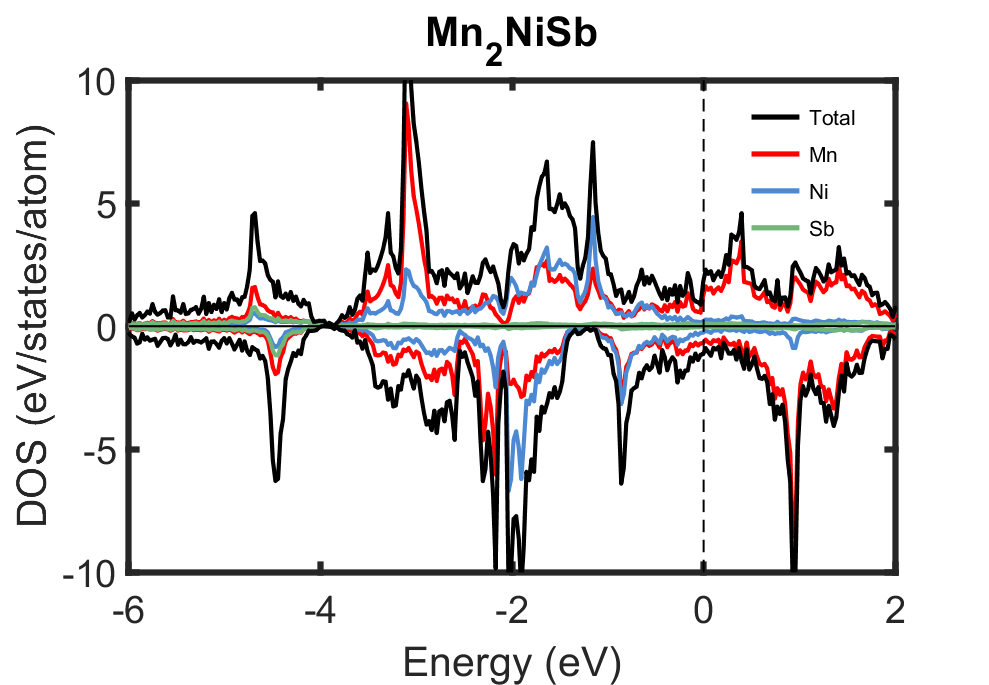 Mn2NiSb
10
5
0
-5
-10
DOS (eV/states/atom)
Total
Mn
Ni
Sb
-6 -4 -2 0 2
Energy (eV)